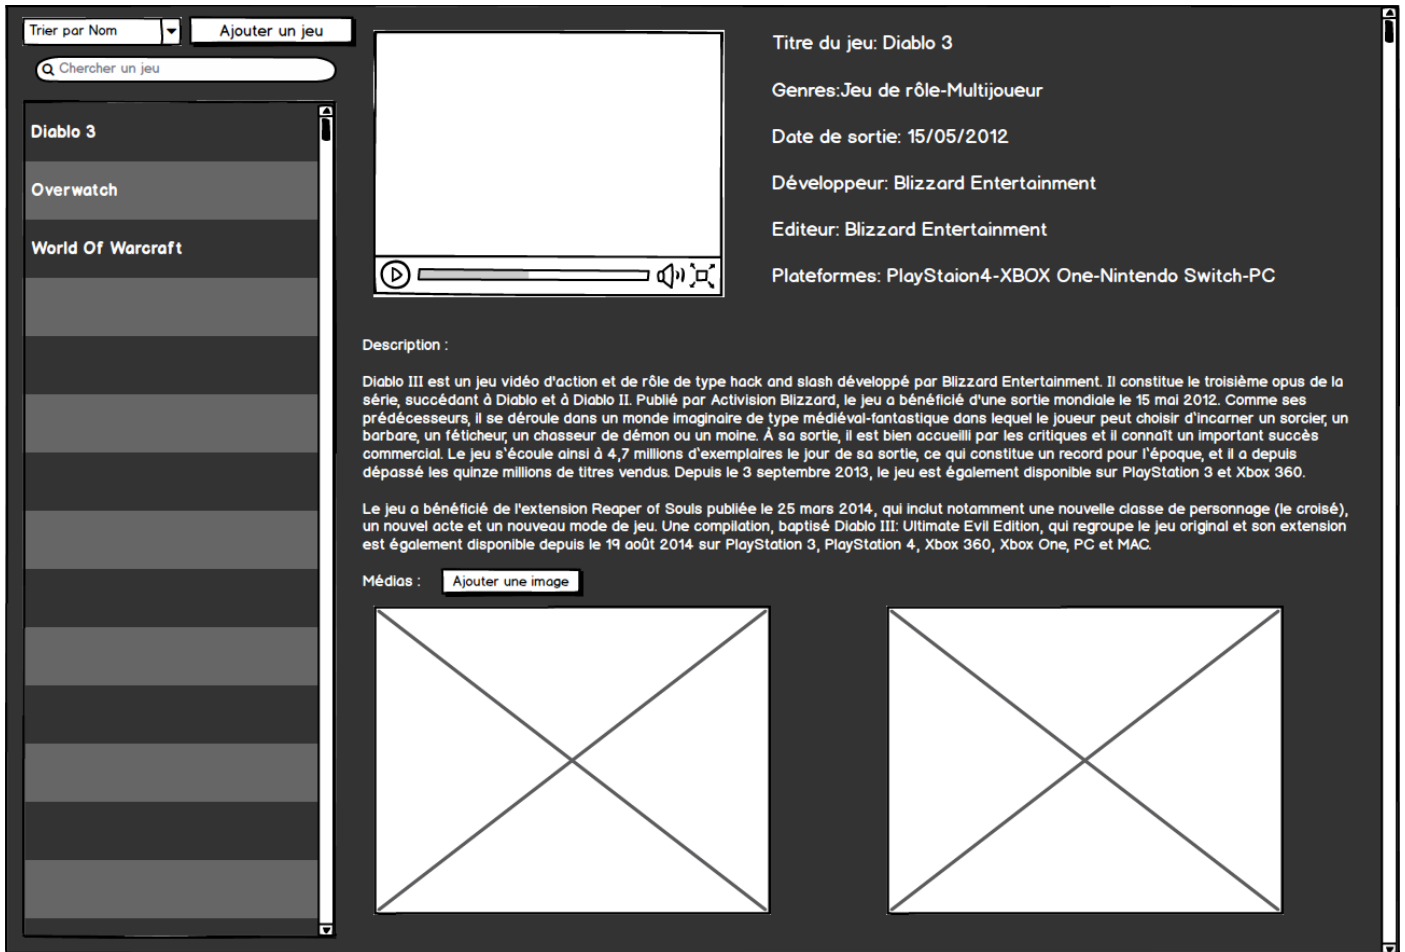 Trier par Nom
Ajouter un jeu
Chercher un jeu
Diablo 3
Overwatch
World Of Warcraft
Titre du jeu: Diablo 3
Genres:Jeu de rôle-Multijoueur
Date de sortie: 15/05/2012
Développeur: Blizzard Entertainment
Editeur: Blizzard Entertainment
Plateformes: PlayStaion4-XBOX One-Nintendo Switch-PC
Description :
Diablo III est un jeu vidéo d'action et de rôle de type hack and slash développé par Blizzard Entertainment. Il constitue le troisième opus de la
série, succédant à Diablo et à Diablo II. Publié par Activision Blizzard, le jeu a bénéficié d'une sortie mondiale le 15 mai 2012. Comme ses
prédécesseurs, il se déroule dans un monde imaginaire de type médiéval-fantastique dans lequel le joueur peut choisir d'incarner un sorcier, un
barbare, un féticheur, un chasseur de démon ou un moine. À sa sortie, il est bien accueilli par les critiques et il connaît un important succès
commercial. Le jeu s'écoule ainsi à 4,7 millions d'exemplaires le jour de sa sortie, ce qui constitue un record pour l'époque, et il a depuis
dépassé les quinze millions de titres vendus. Depuis le 3 septembre 2013, le jeu est également disponible sur PlayStation 3 et Xbox 360.
Le jeu a bénéficié de l'extension Reaper of Souls publiée le 25 mars 2014, qui inclut notamment une nouvelle classe de personnage (le croisé),
un nouvel acte et un nouveau mode de jeu. Une compilation, baptisé Diablo III: Ultimate Evil Edition, qui regroupe le jeu original et son extension
est également disponible depuis le 19 août 2014 sur PlayStation 3, PlayStation 4, Xbox 360, Xbox One, PC et MAC.
Médias :
Ajouter une image